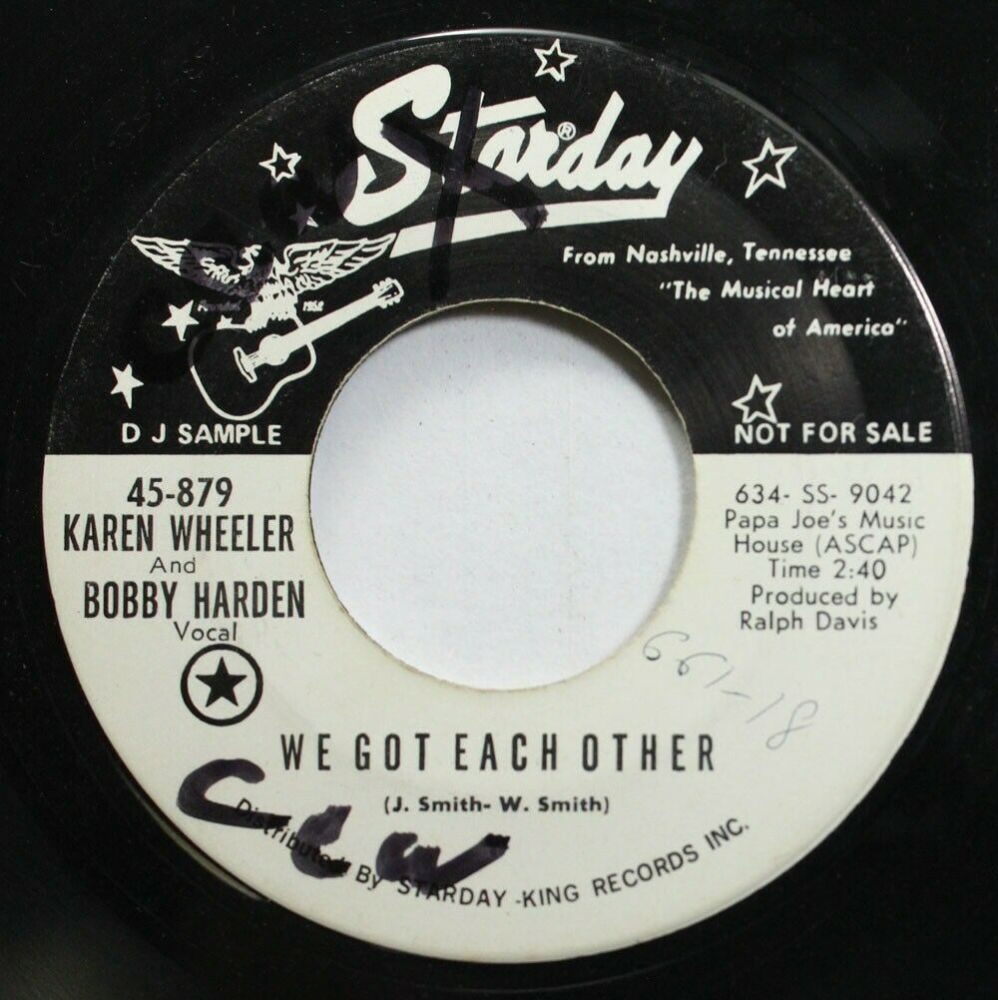 Starday®
From Nashville, Tennessee
"The Musical Heart
of America"
D J SAMPLE
NOT FOR SALE
45-879
KAREN WHEELER
And
BOBBY HARDEN
Vocal
634- SS- 9042
Papa Joe's Music
House (ASCAP)
Time 2:40
Produced by
Ralph Davis
661-18
WE GOT EACH OTHER
(J. Smith- W. Smith)
Distributed By STARDAY -KING RECORDS INC.